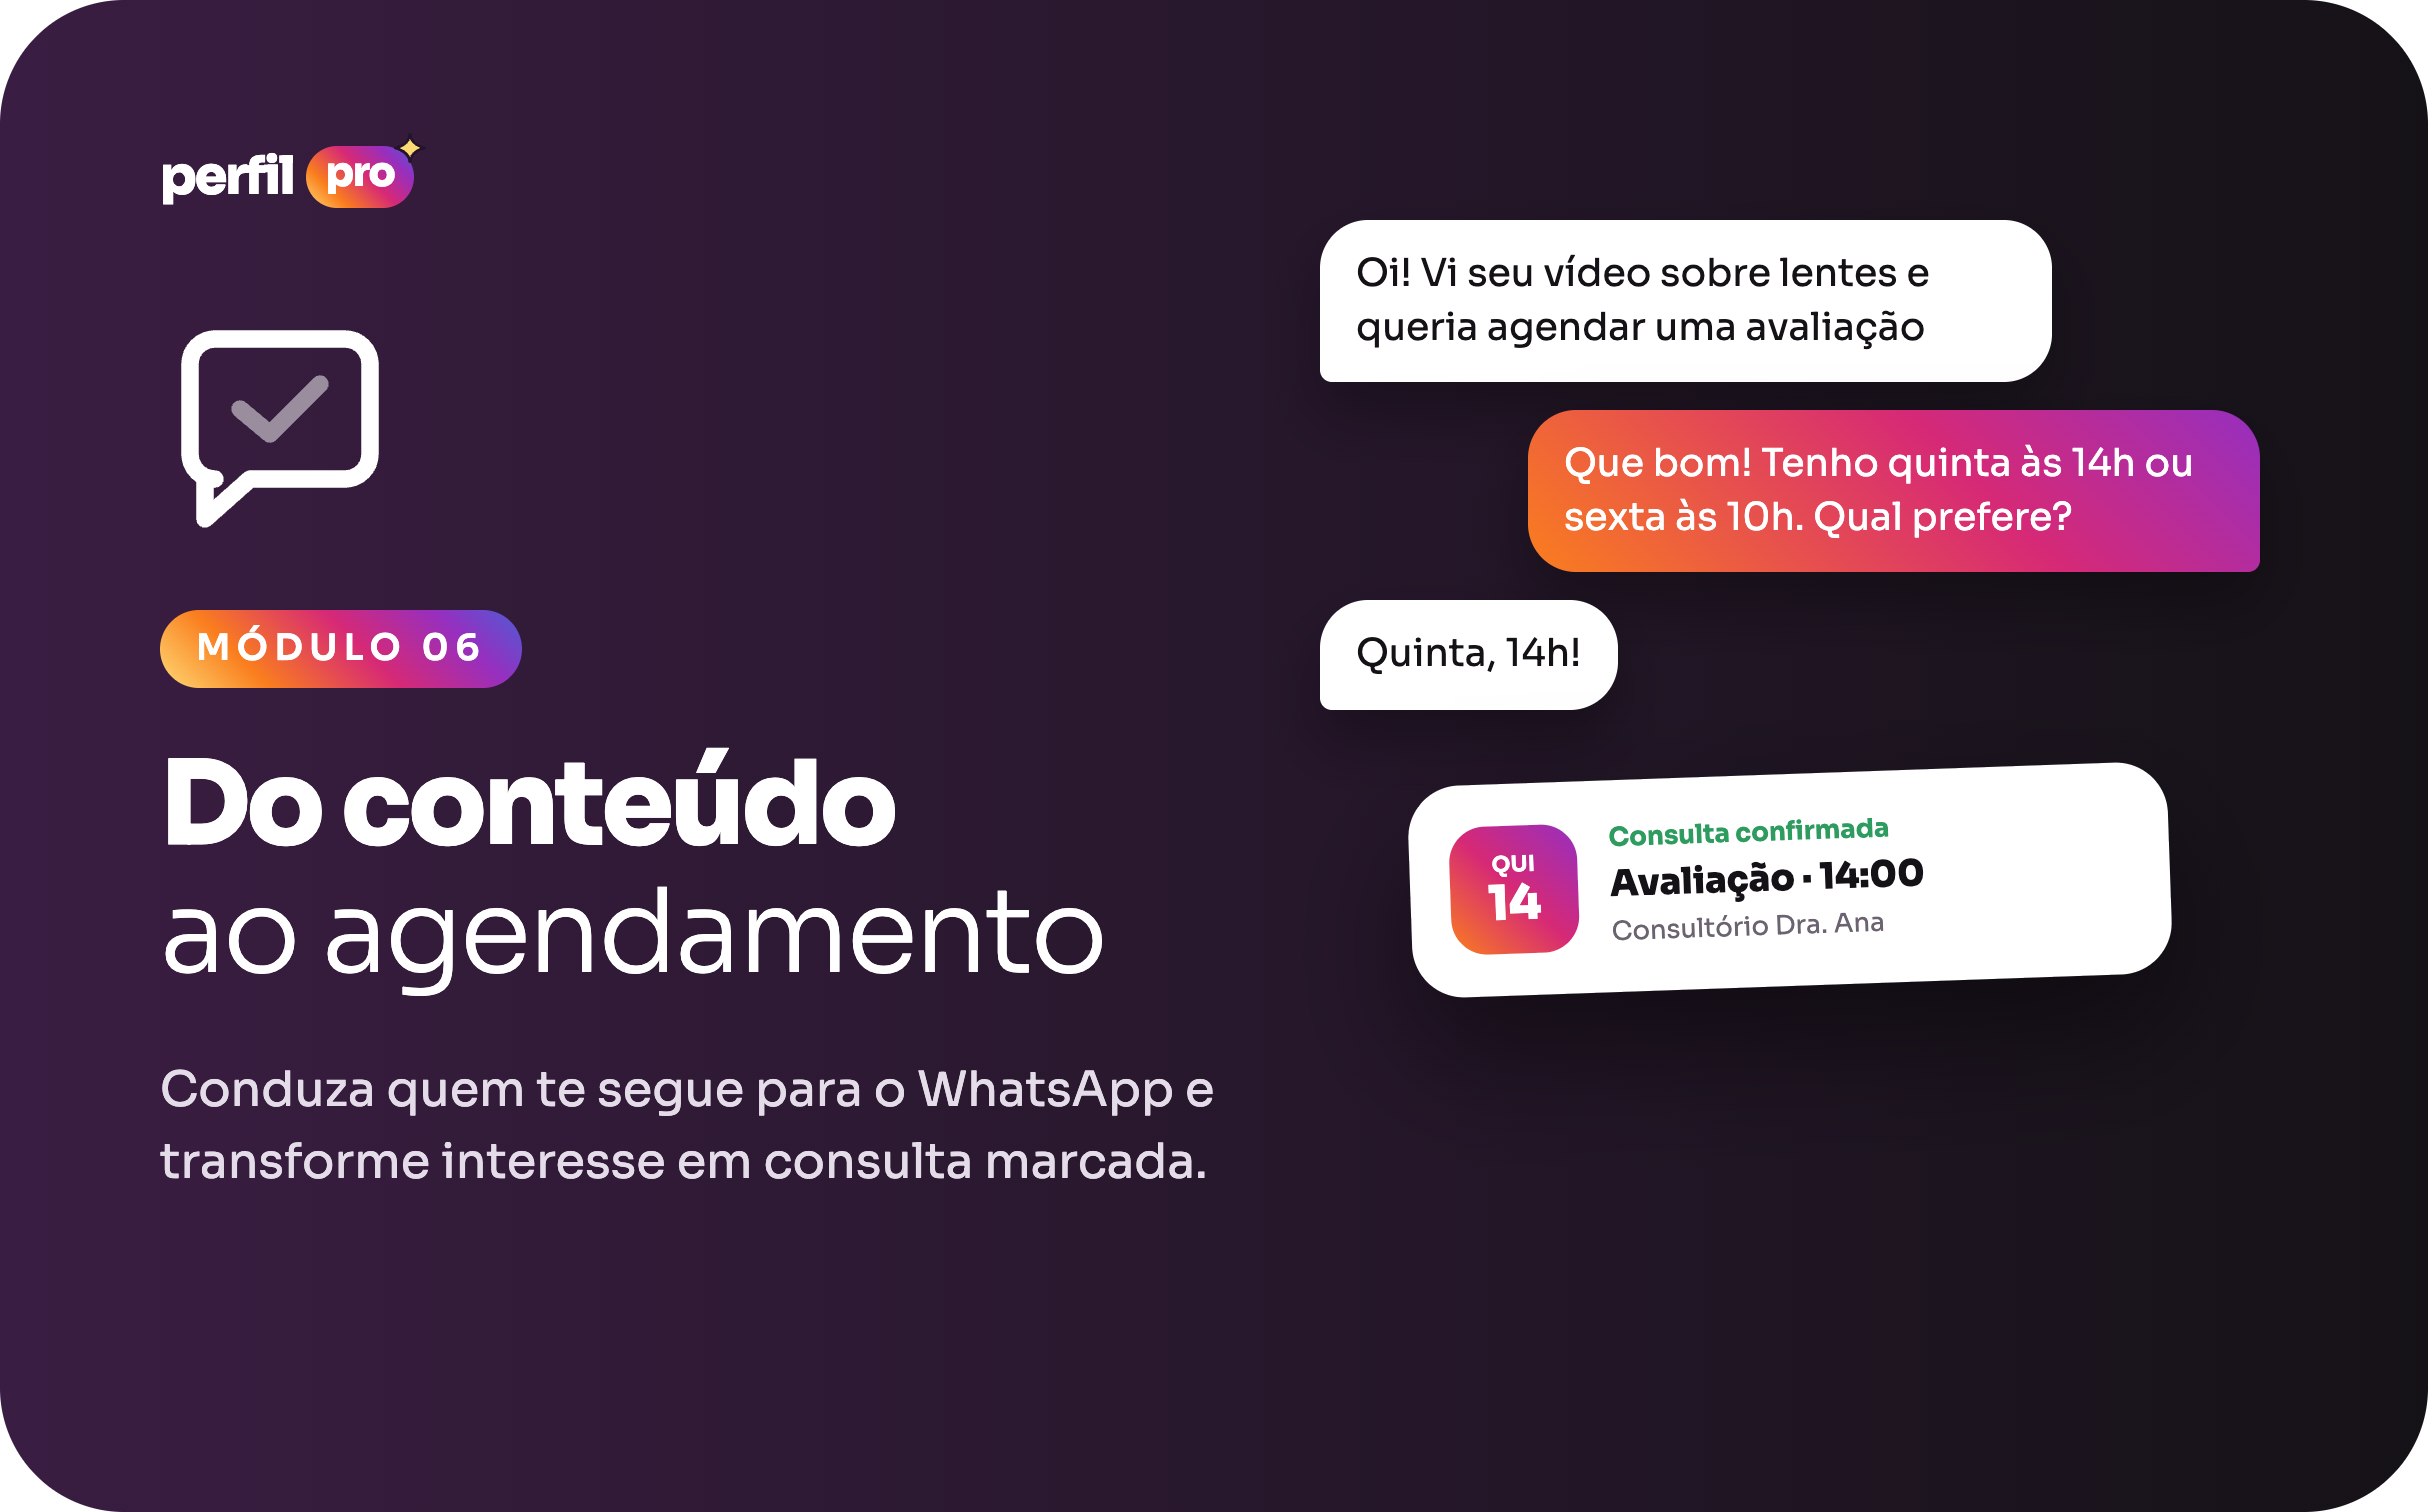 perfil pro
MÓDULO 06
Do conteúdo
ao agendamento
Conduza quem te segue para o WhatsApp e
transforme interesse em consulta marcada.
Oi! Vi seu vídeo sobre lentes e
queria agendar uma avaliação
Que bom! Tenho quinta às 14h ou
sexta às 10h. Qual prefere?
Quinta, 14h!
QUI
14
Consulta confirmada
Avaliação · 14:00
Consultório Dra. Ana